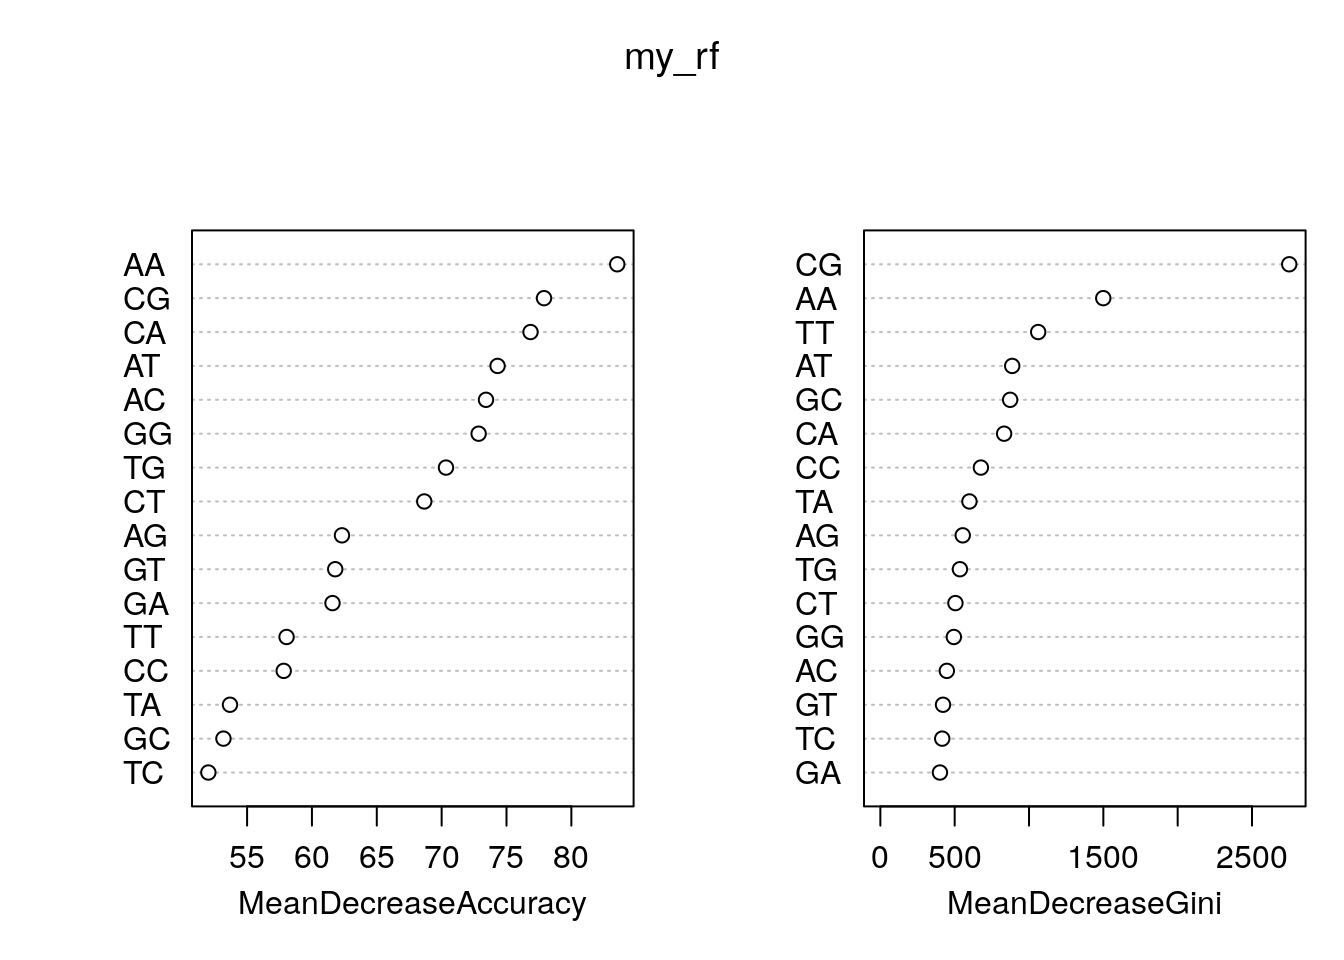 my_rf
AA
CG
CA
AT
AC
GG
TG
CT
AG
GT
GA
TT
CC
TA
GC
TC
55 60 65 70 75 80
MeanDecreaseAccuracy
CG
AA
TT
AT
GC
CA
CC
TA
AG
TG
CT
GG
AC
GT
TC
GA
0 500 1500 2500
MeanDecreaseGini